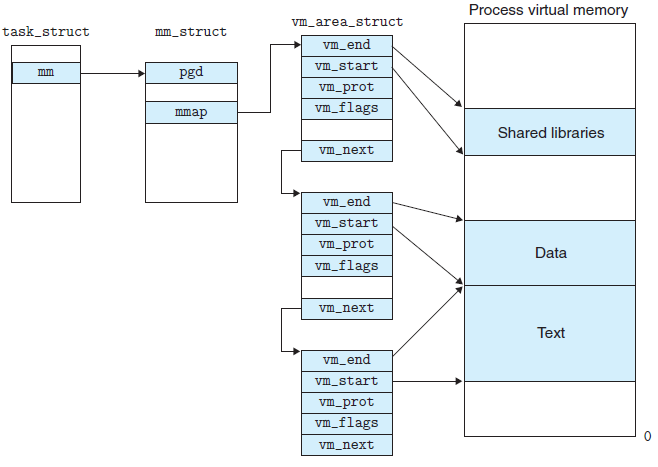 task_struct
mm
mm_struct
pgd
mmap
vm_area_struct
vm_end
vm_start
vm_prot
vm_flags
vm_next
vm_end
vm_start
vm_prot
vm_flags
vm_next
vm_end
vm_start
vm_prot
vm_flags
vm_next
Process virtual memory
Shared libraries
Data
Text
0